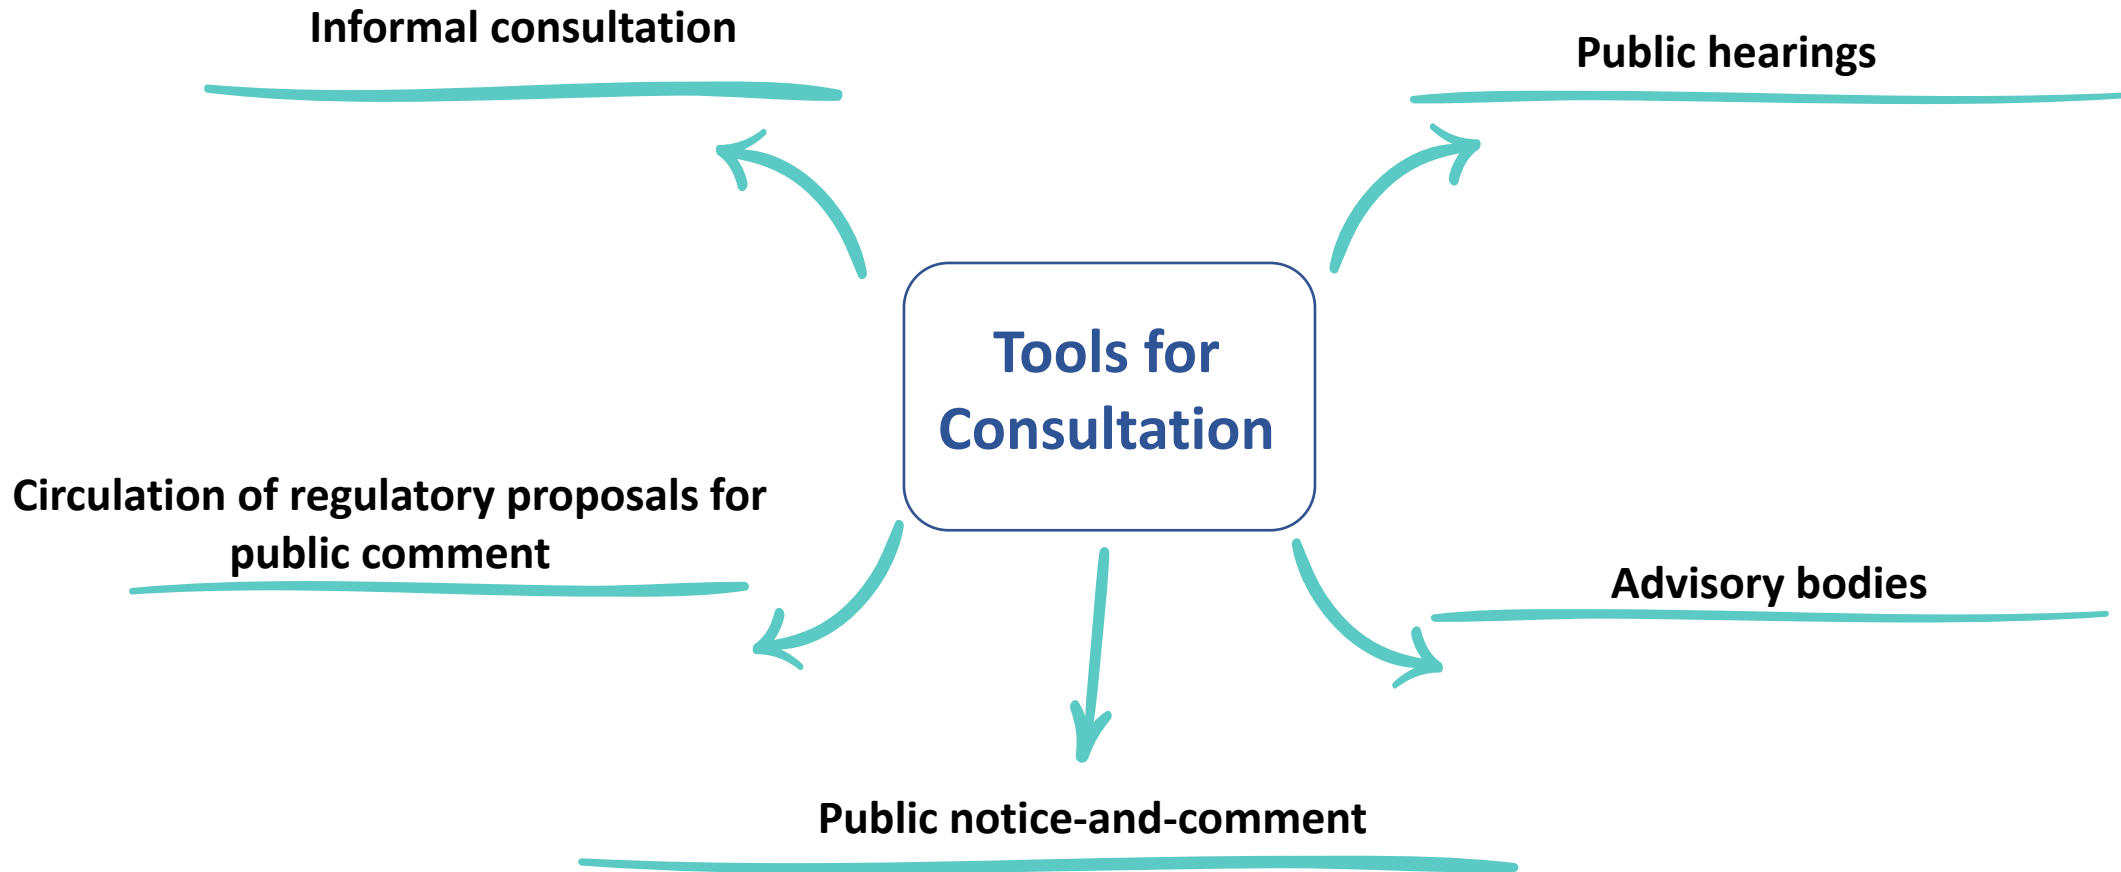 Informal consultation
Public hearings
Tools for
Consultation
Circulation of regulatory proposals for
public comment
Advisory bodies
Public notice-and-comment